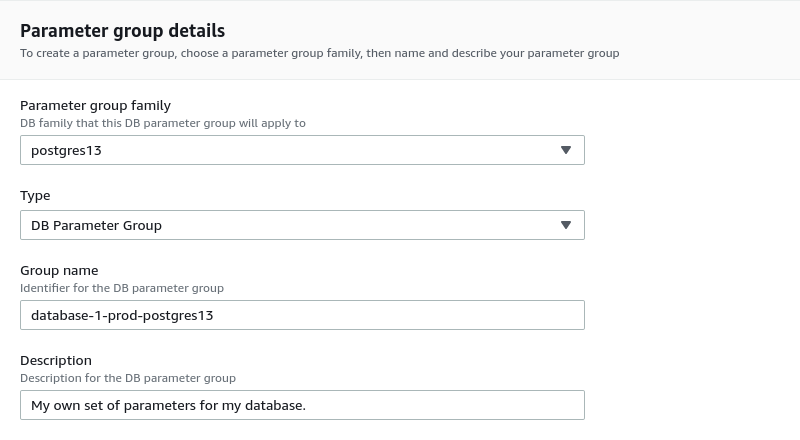 Parameter group details
To create a parameter group, choose a parameter group family, then name and describe your parameter group
Parameter group family
DB family that this DB parameter group will apply to
postgres13
Type
DB Parameter Group
Group name
Identifier for the DB parameter group
database-1-prod-postgres13
Description
Description for the DB parameter group
My own set of parameters for my database.